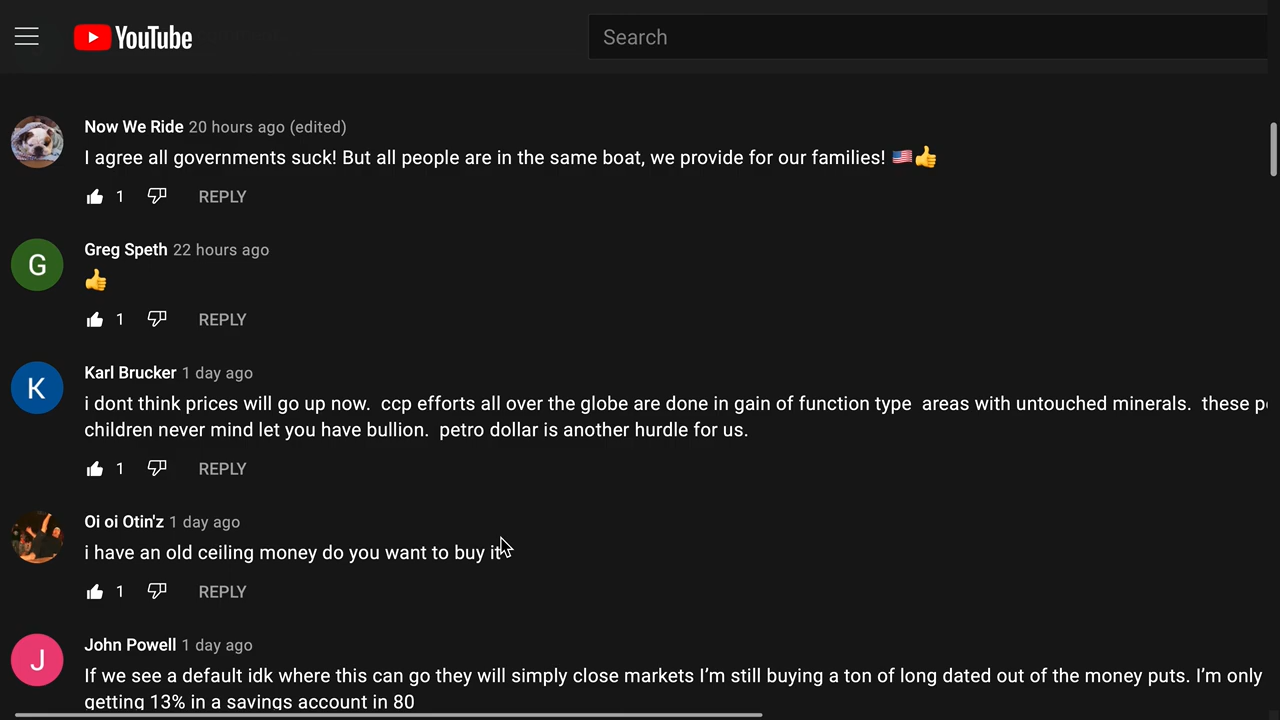 YouTube
Search
Now We Ride 20 hours ago (edited)
I agree all governments suck! But all people are in the same boat, we provide for our families! 🇺🇸👍
1 REPLY
G
Greg Speth 22 hours ago
👍
1 REPLY
K
Karl Brucker 1 day ago
i dont think prices will go up now.  ccp efforts all over the globe are done in gain of function type  areas with untouched minerals.  these
children never mind let you have bullion.  petro dollar is another hurdle for us.
1 REPLY
Oi oi Otin'z 1 day ago
i have an old ceiling money do you want to buy it
1 REPLY
J
John Powell 1 day ago
If we see a default idk where this can go they will simply close markets I’m still buying a ton of long dated out of the money puts. I’m only
getting 13% in a savings account in 80